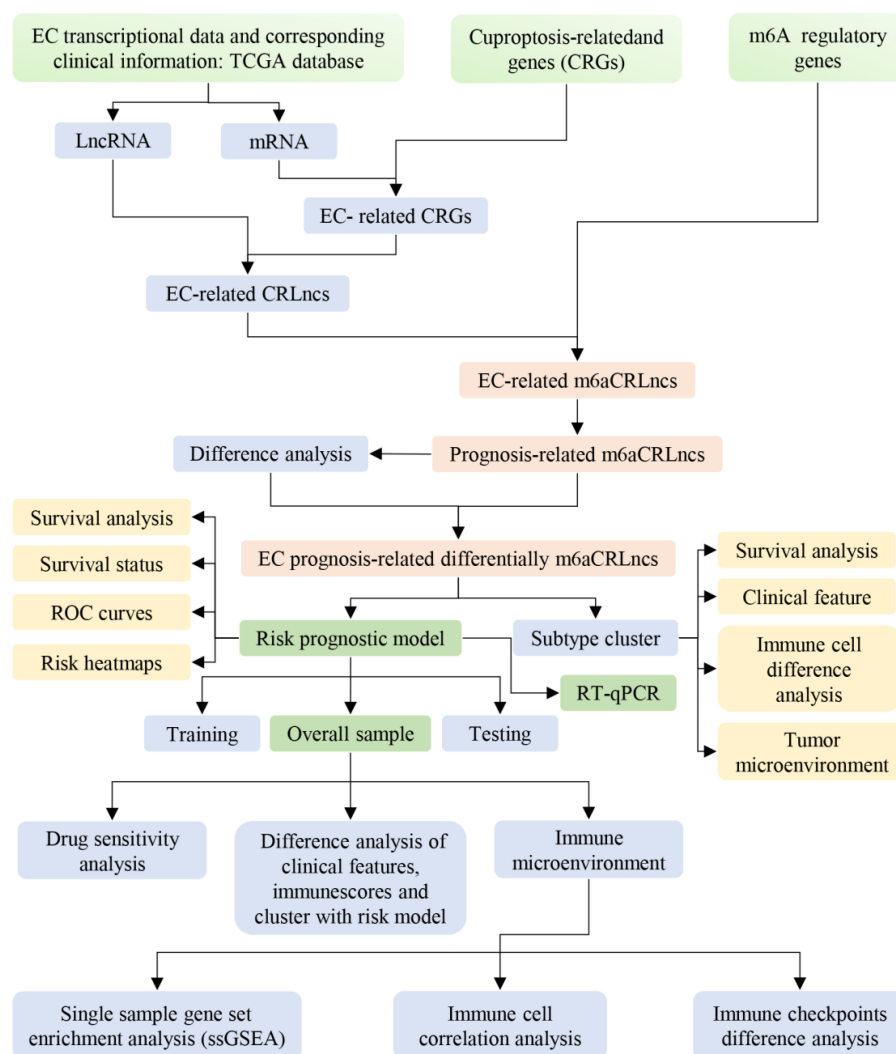 EC transcriptional data and corresponding
clinical information: TCGA database
Cuproptosis-relatedand
genes (CRGs)
m6A regulatory
genes
LncRNA
mRNA
EC- related CRGs
EC-related CRLncs
EC-related m6aCRLncs
Difference analysis
Prognosis-related m6aCRLncs
Survival analysis
Survival status
ROC curves
Risk heatmaps
EC prognosis-related differentially m6aCRLncs
Risk prognostic model
Subtype cluster
Survival analysis
Clinical feature
Immune cell
difference
analysis
Tumor
microenvironment
RT-qPCR
Training
Overall sample
Testing
Drug sensitivity
analysis
Difference analysis of
clinical features,
immunescores and
cluster with risk model
Immune
microenvironment
Single sample gene set
enrichment analysis (ssGSEA)
Immune cell
correlation analysis
Immune checkpoints
difference analysis